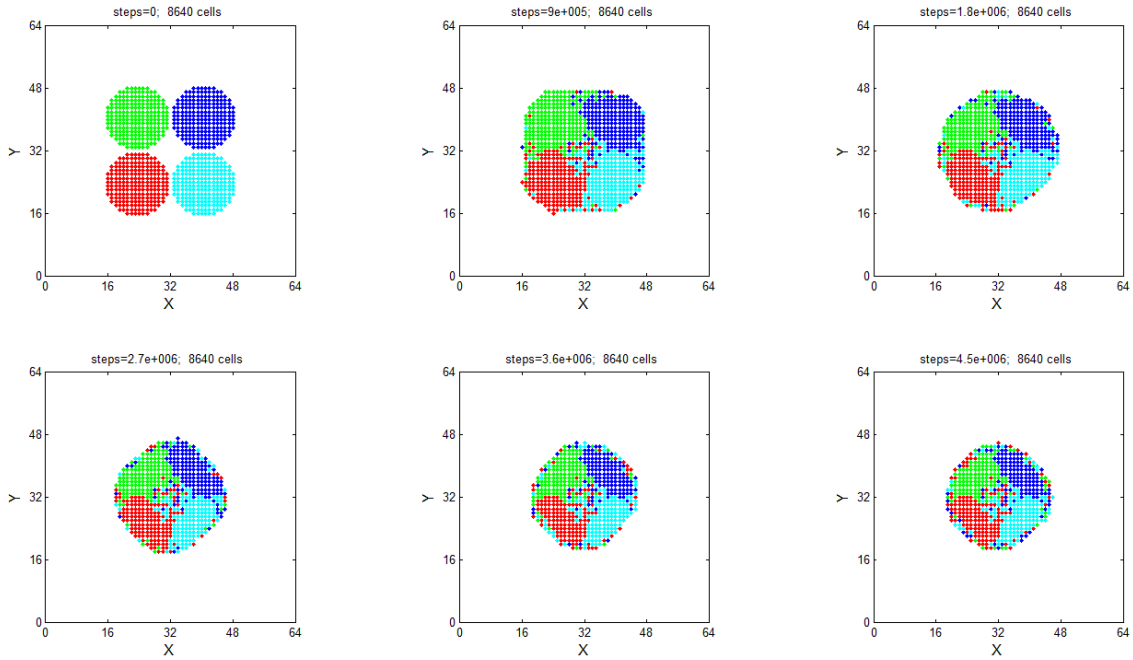 steps=0;  8640 cells
64
48
32
16
0
Y
0 16 32 48 64
X
steps=9e+005;  8640 cells
64
48
32
16
0
Y
0 16 32 48 64
X
steps=1.8e+006;  8640 cells
64
48
32
16
0
Y
0 16 32 48 64
X
steps=2.7e+006;  8640 cells
64
48
32
16
0
Y
0 16 32 48 64
X
steps=3.6e+006;  8640 cells
64
48
32
16
0
Y
0 16 32 48 64
X
steps=4.5e+006;  8640 cells
64
48
32
16
0
Y
0 16 32 48 64
X